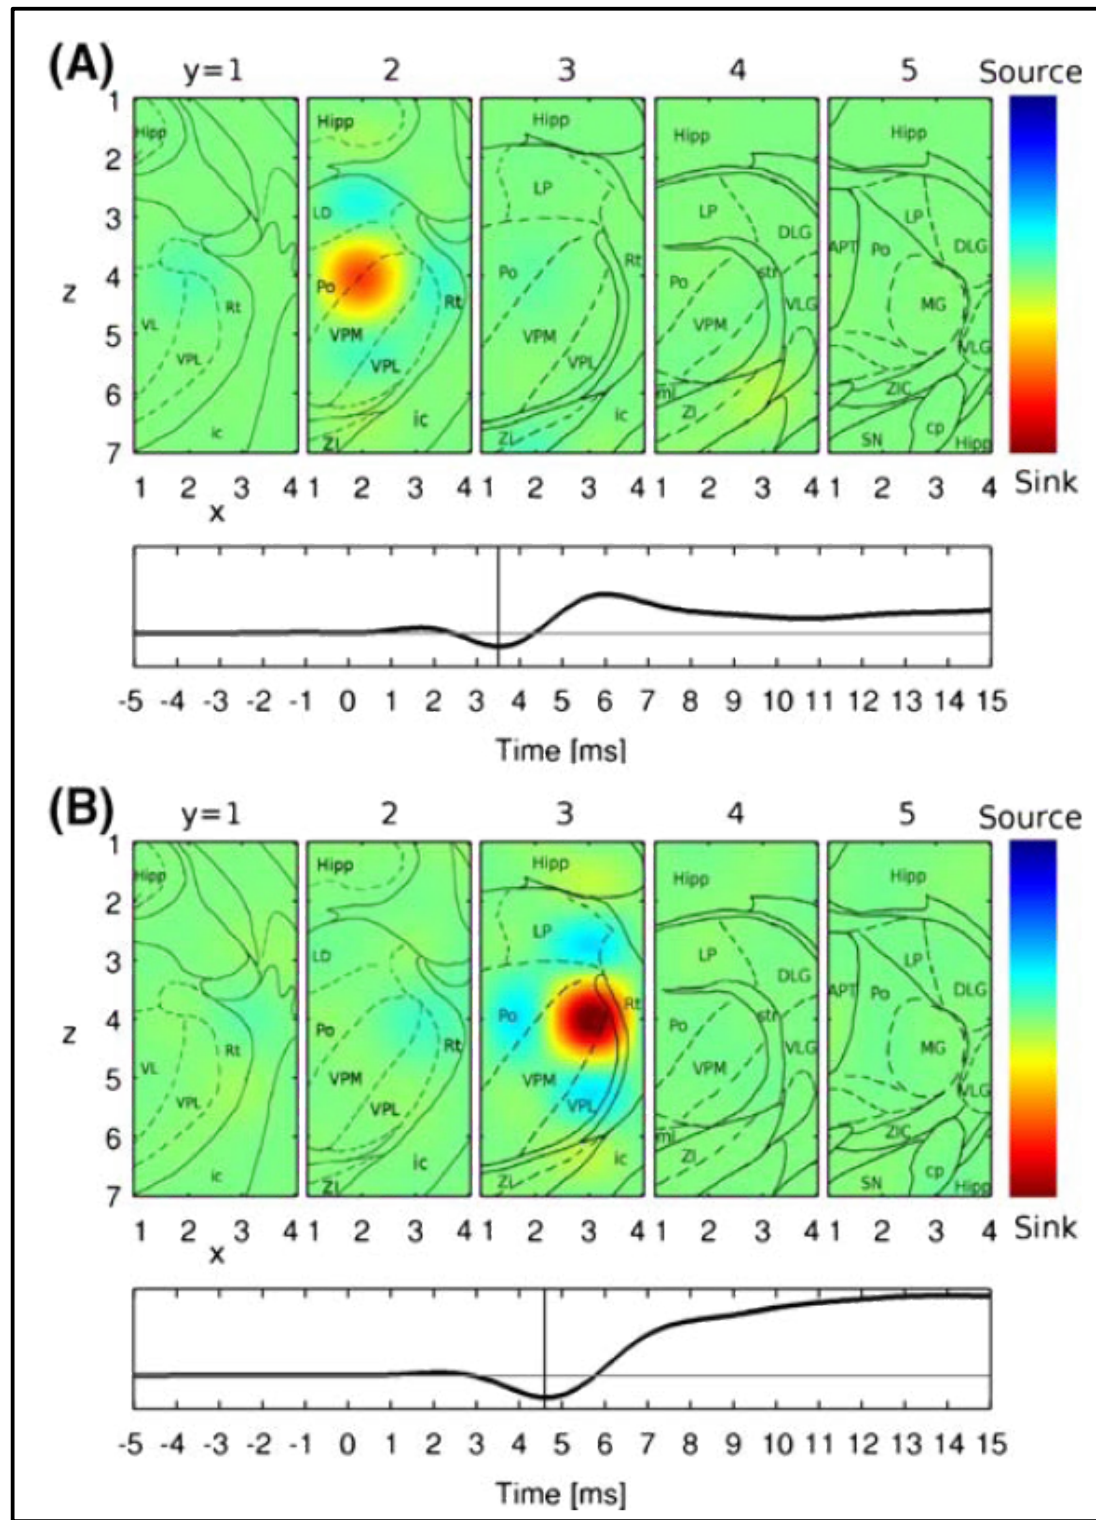 (A)
y=1 2 3 4 5 Source
1 2 3 4 5 6 7
z
Hipp VL VPL Rt ic
Hipp LD Po VPM VPL Rt ic ZI
Hipp LP Po VPM VPL Rt ic ZI
Hipp LP DLG Po str VPM VLG ml ZI
Hipp LP APT Po DLG MG VLG ZIC SN cp Hipp
1 2 3 4 1 2 3 4 1 2 3 4 1 2 3 4 1 2 3 4
Sink
x
-5 -4 -3 -2 -1 0 1 2 3 4 5 6 7 8 9 10 11 12 13 14 15
Time [ms]
(B)
y=1 2 3 4 5 Source
1 2 3 4 5 6 7
z
Hipp VL VPL Rt ic
Hipp LD Po VPM VPL Rt ic ZI
Hipp LP Po VPM VPL Rt ic ZI
Hipp LP DLG Po str VPM VLG ml ZI
Hipp LP APT Po DLG MG VLG ZIC SN cp Hipp
1 2 3 4 1 2 3 4 1 2 3 4 1 2 3 4 1 2 3 4
Sink
x
-5 -4 -3 -2 -1 0 1 2 3 4 5 6 7 8 9 10 11 12 13 14 15
Time [ms]